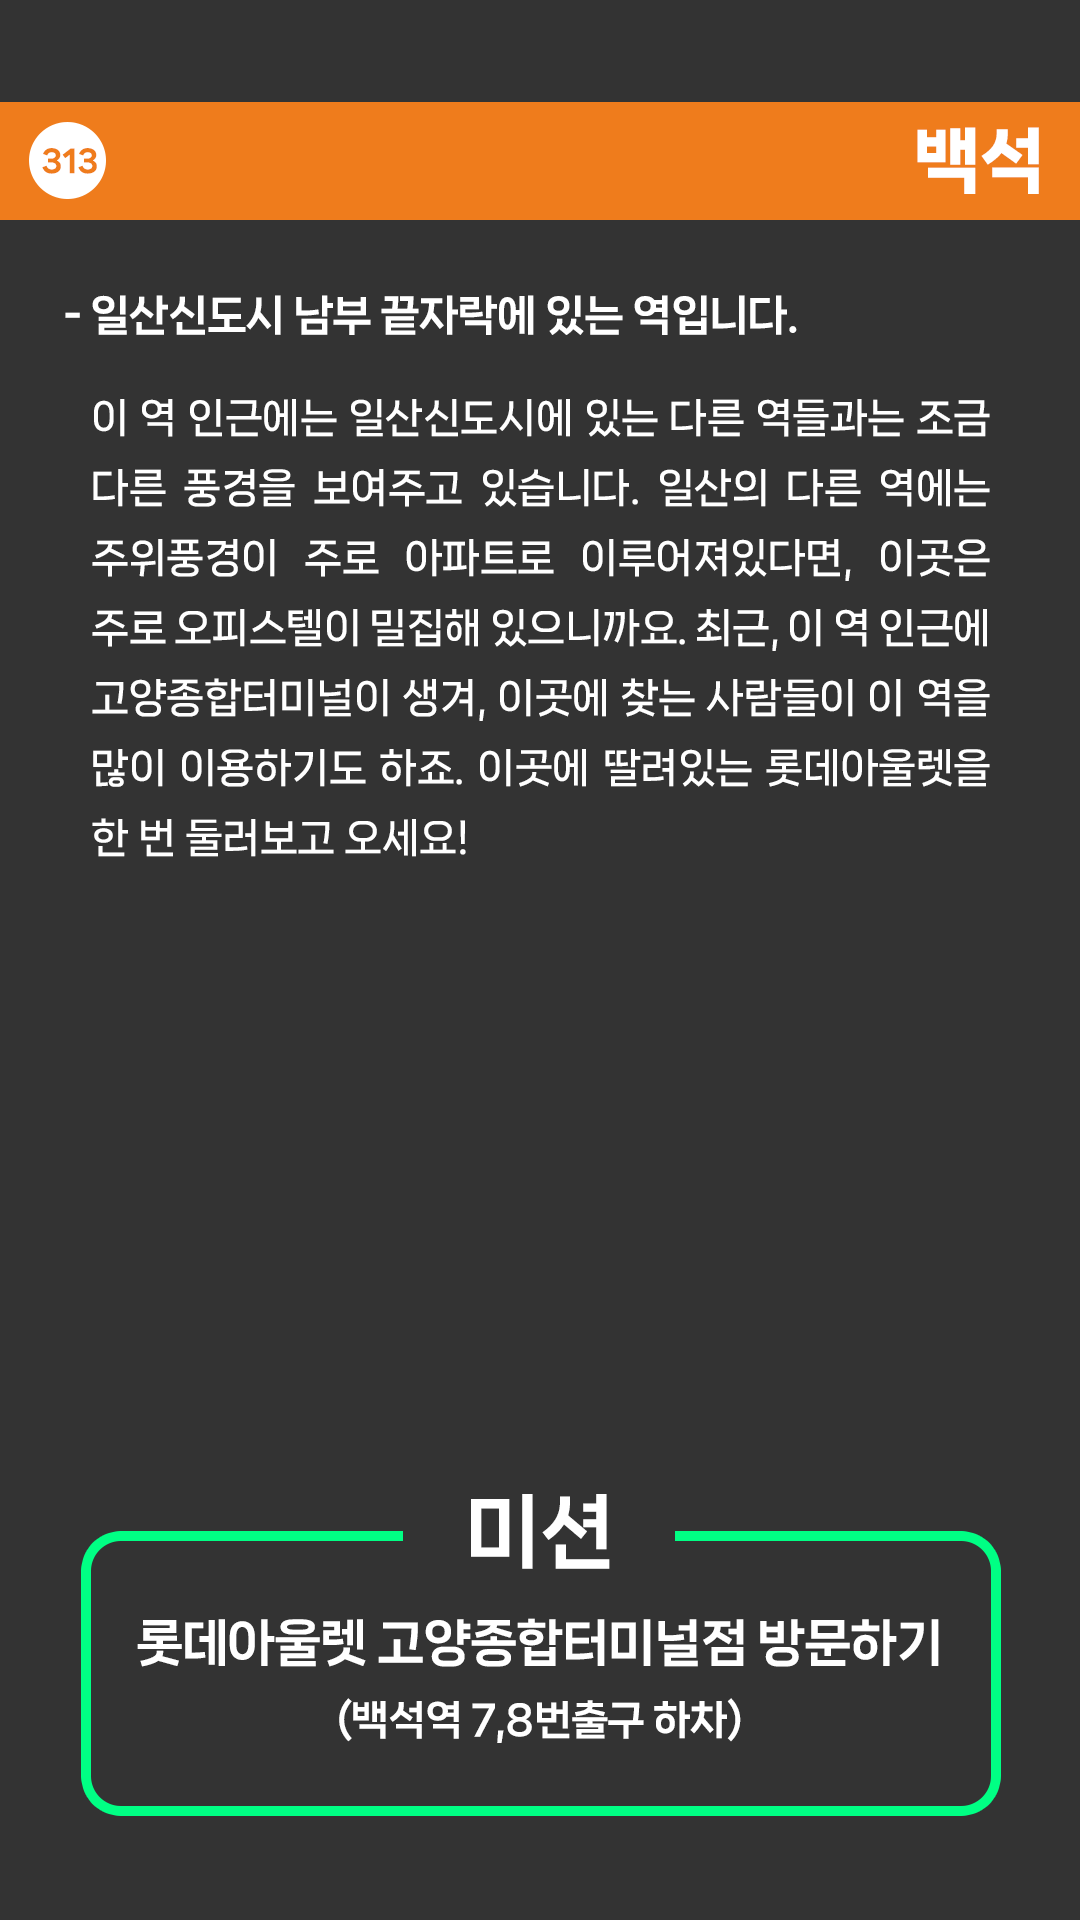 313
백석
- 일산신도시 남부 끝자락에 있는 역입니다.
이 역 인근에는 일산신도시에 있는 다른 역들과는 조금
다른 풍경을 보여주고 있습니다. 일산의 다른 역에는
주위풍경이 주로 아파트로 이루어져있다면, 이곳은
주로 오피스텔이 밀집해 있으니까요. 최근, 이 역 인근에
고양종합터미널이 생겨, 이곳에 찾는 사람들이 이 역을
많이 이용하기도 하죠. 이곳에 딸려있는 롯데아울렛을
한 번 둘러보고 오세요!
미션
롯데아울렛 고양종합터미널점 방문하기
(백석역 7,8번출구 하차)